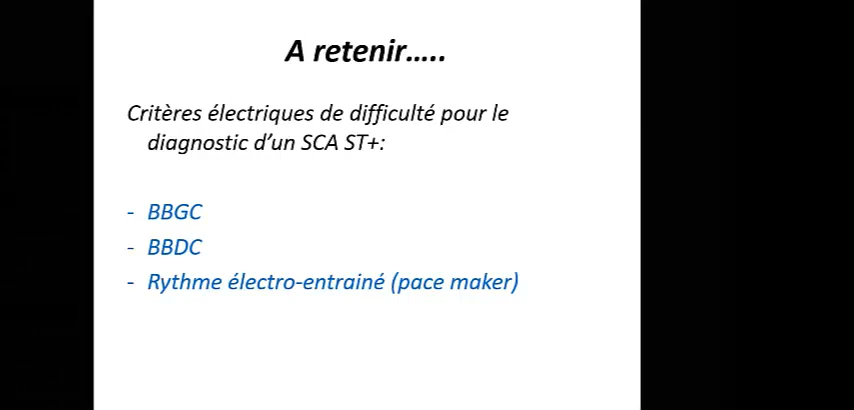 A retenir.....
Critères électriques de difficulté pour le
diagnostic d’un SCA ST+:
- BBGC
- BBDC
- Rythme électro-entrainé (pace maker)